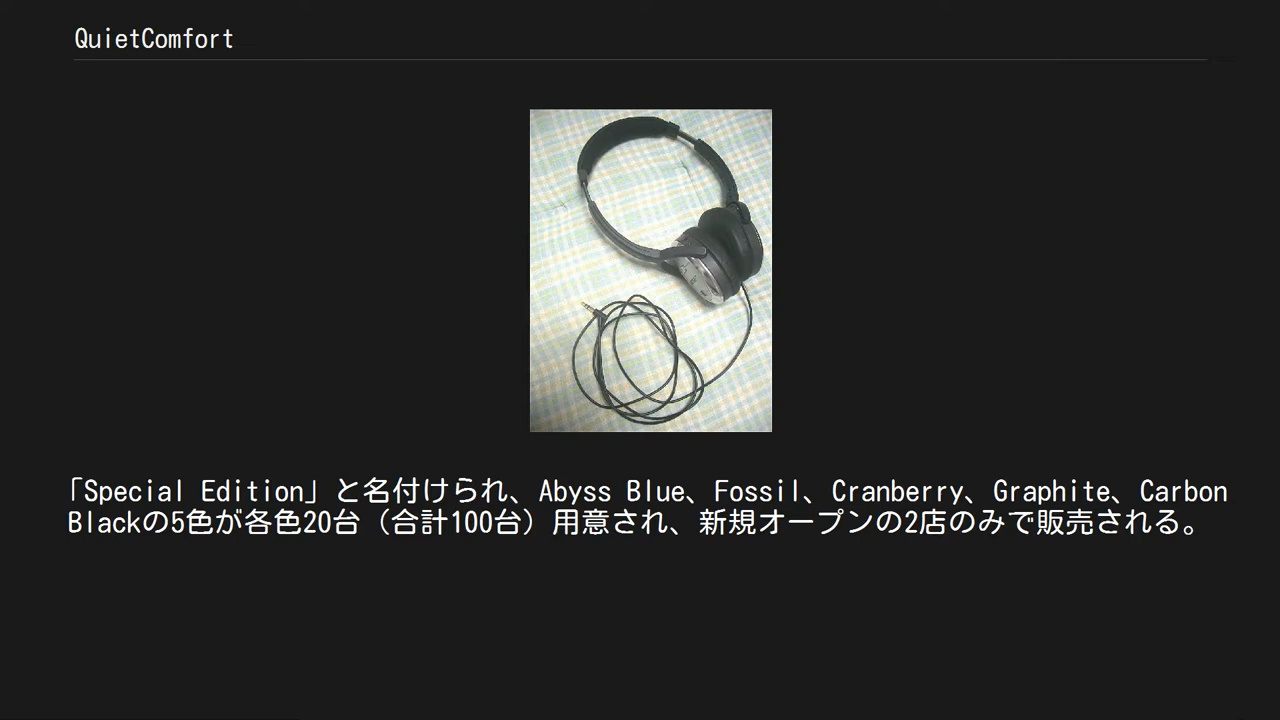 QuietComfort
「Special Edition」と名付けられ、Abyss Blue、Fossil、Cranberry、Graphite、Carbon
Blackの5色が各色20台（合計100台）用意され、新規オープンの2店のみで販売される。